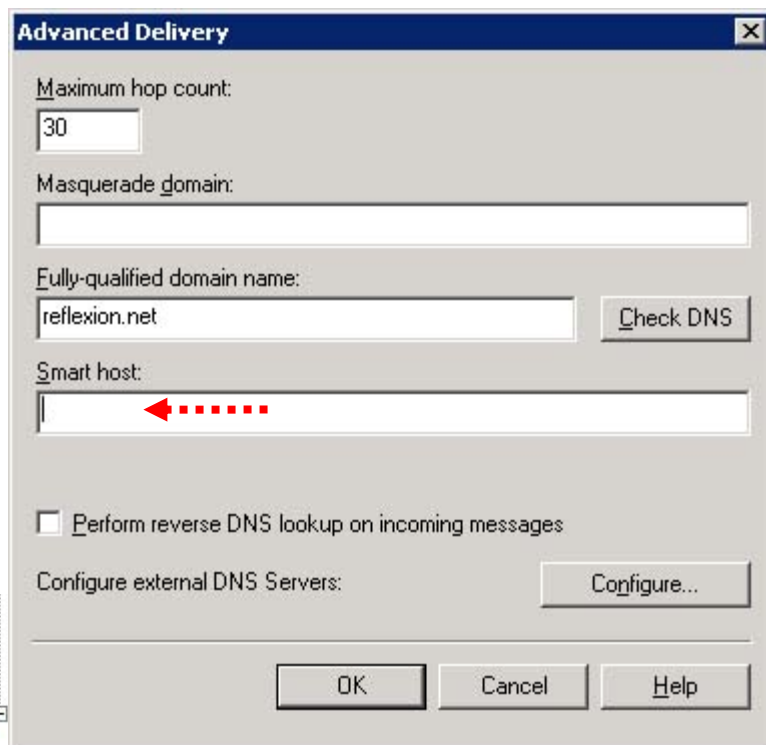 Advanced Delivery
Maximum hop count:
30
Masquerade domain:
Fully-qualified domain name:
reflexion.net
Check DNS
Smart host:
Perform reverse DNS lookup on incoming messages
Configure external DNS Servers:
Configure...
OK
Cancel
Help